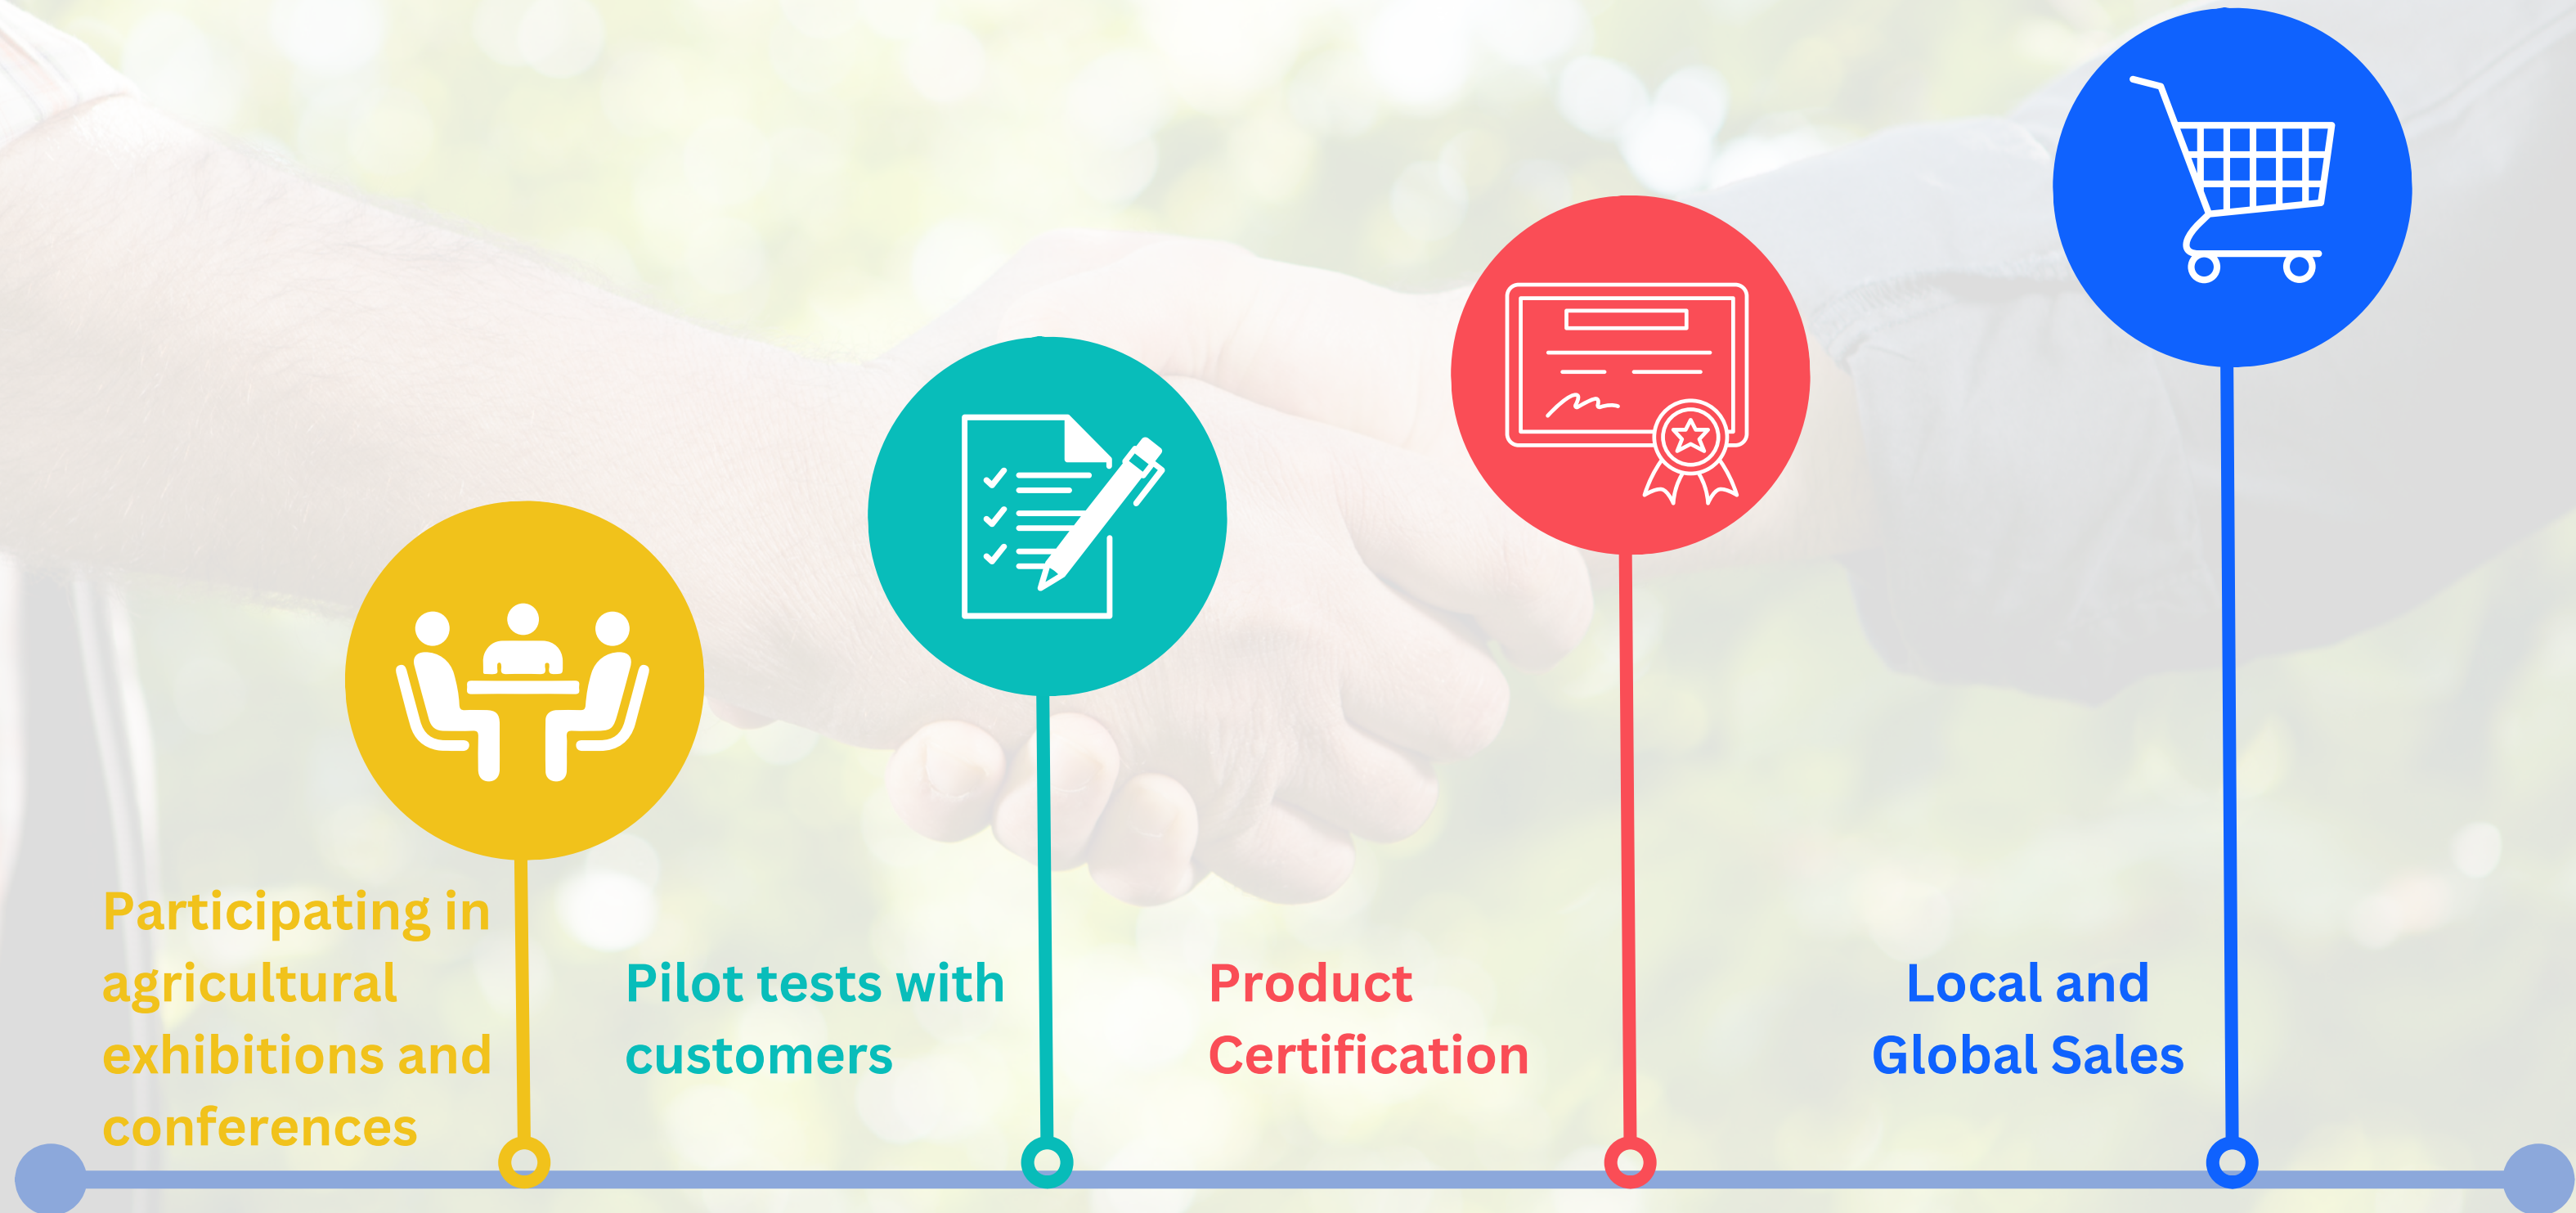 Participating in
agricultural
exhibitions and
conferences
Pilot tests with
customers
Product
Certification
Local and
Global Sales